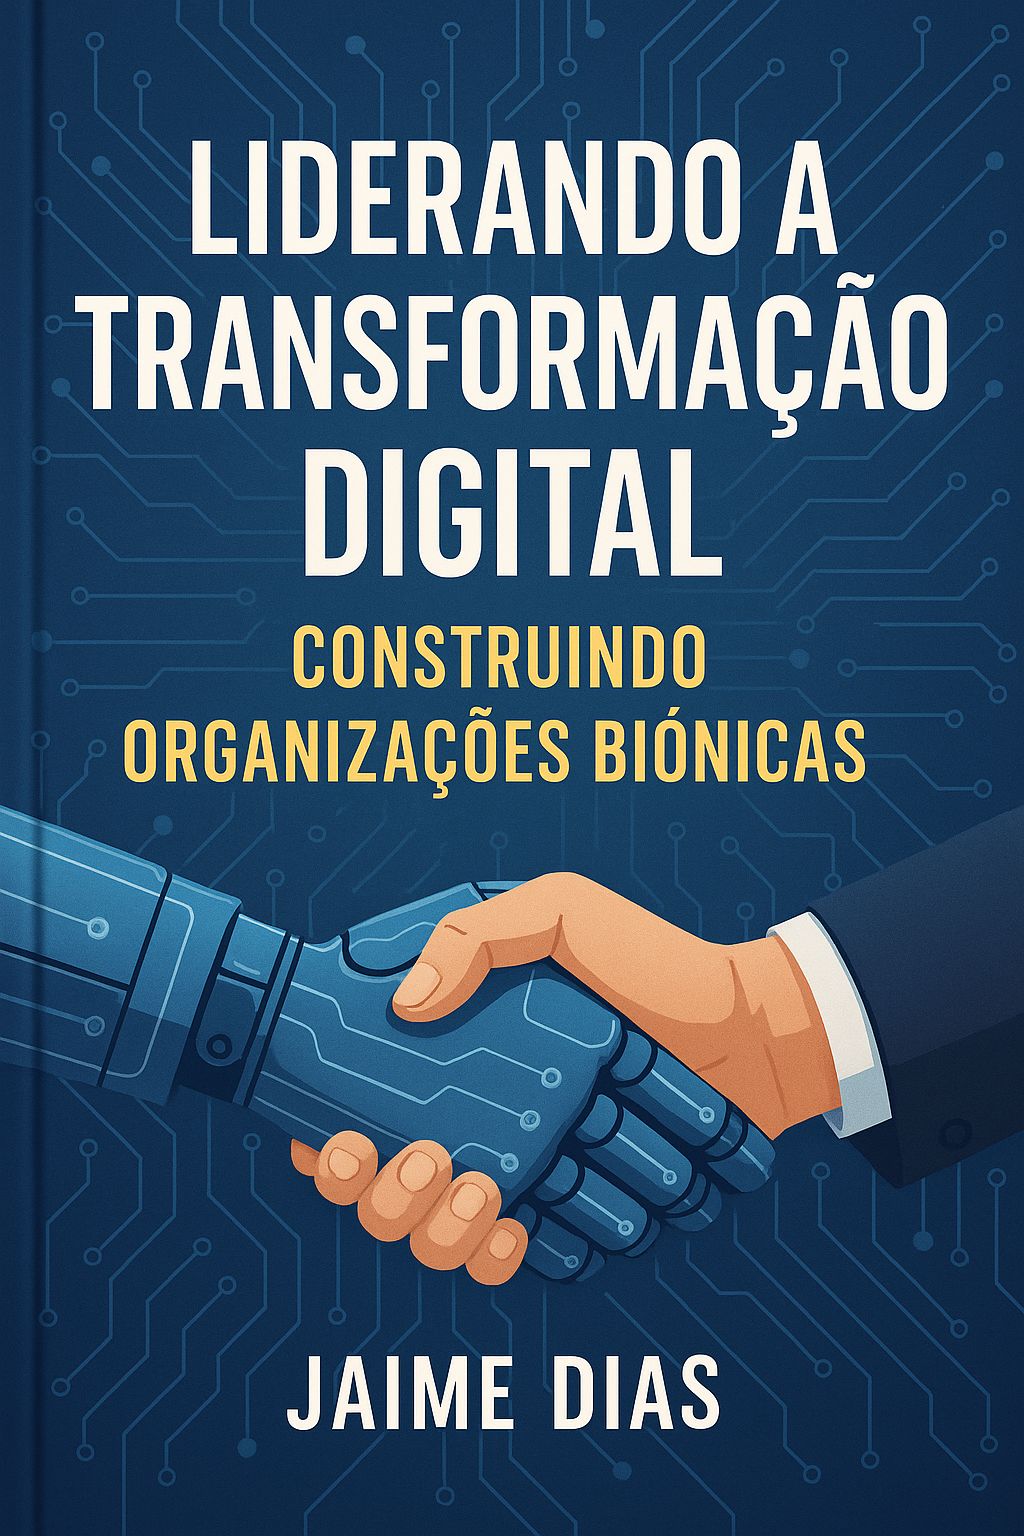 LIDERANDO A
TRANSFORMAÇÃO
DIGITAL
CONSTRUINDO
ORGANIZAÇÕES BIÓNICAS
JAIME DIAS